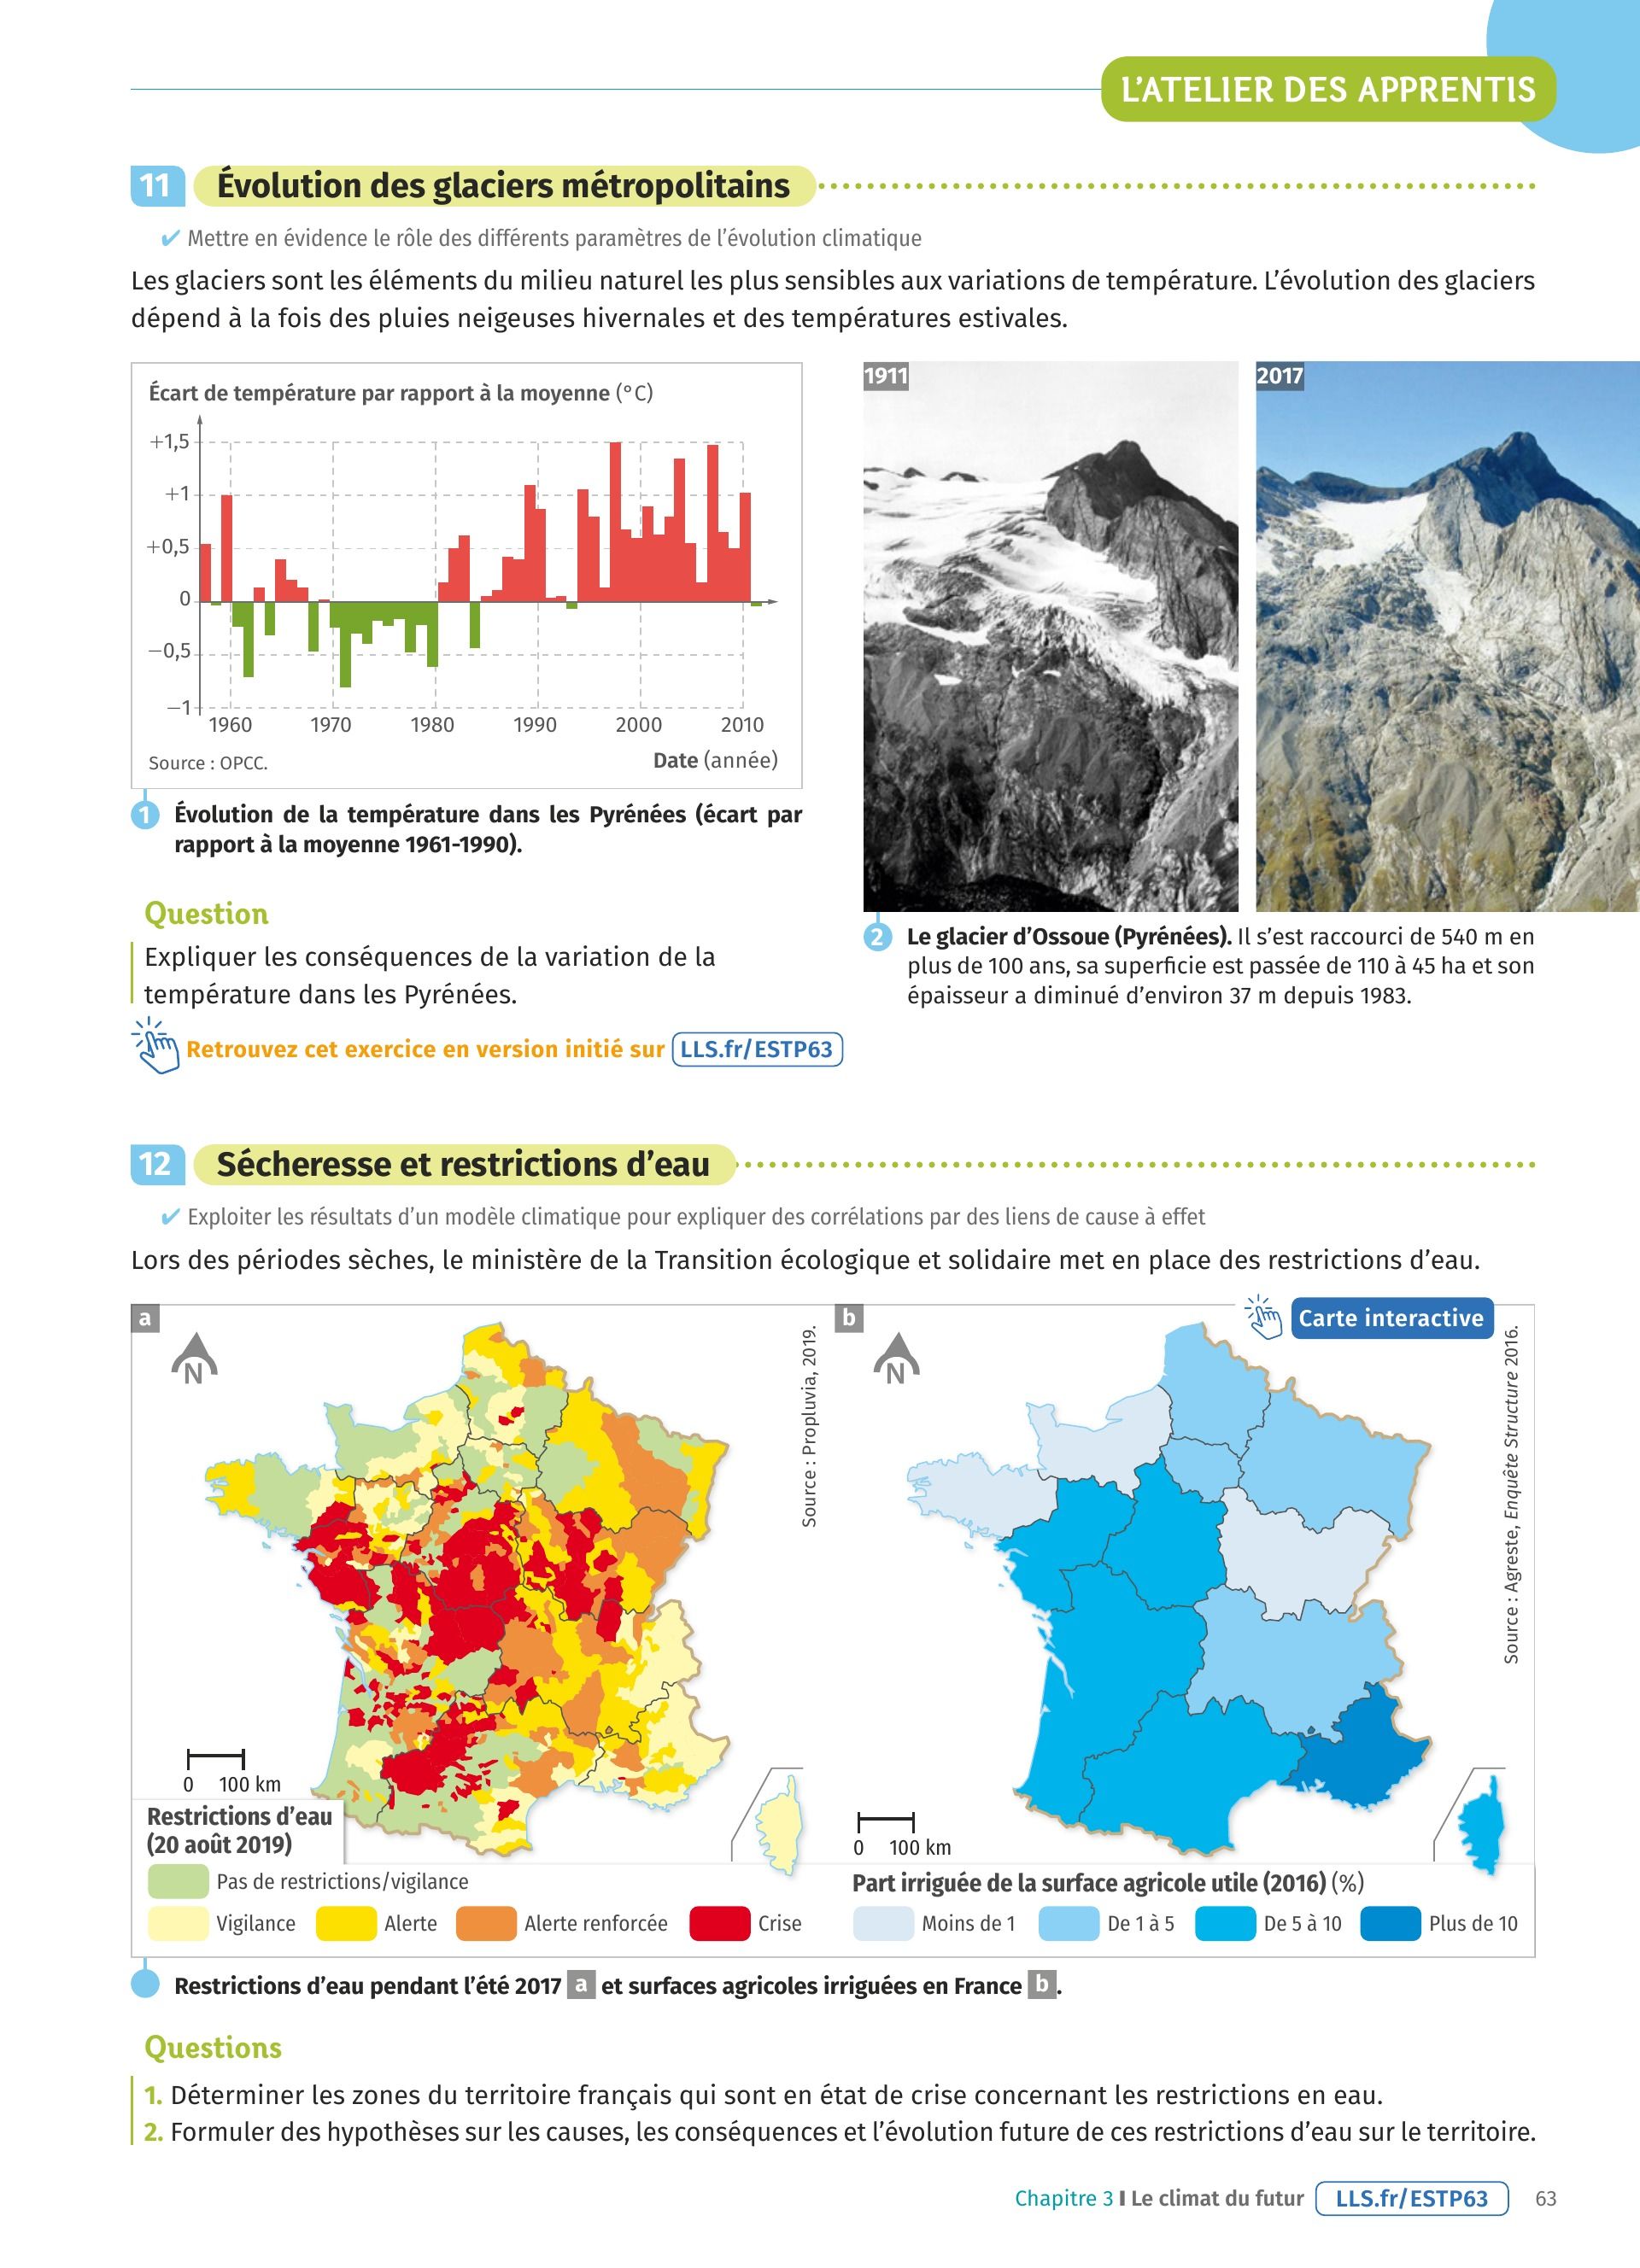 L'ATELIER DES APPRENTIS
11 Évolution des glaciers métropolitains
✔ Mettre en évidence le rôle des différents paramètres de l'évolution climatique
Les glaciers sont les éléments du milieu naturel les plus sensibles aux variations de température. L'évolution des glaciers
dépend à la fois des pluies neigeuses hivernales et des températures estivales.
Écart de température par rapport à la moyenne (°C)
+1,5
+1
+0,5
0
−0,5
−1
1960 1970 1980 1990 2000 2010
Source : OPCC.
Date (année)
1 Évolution de la température dans les Pyrénées (écart par
rapport à la moyenne 1961-1990).
Question
Expliquer les conséquences de la variation de la
température dans les Pyrénées.
Retrouvez cet exercice en version initié sur LLS.fr/ESTP63
1911
2017
2 Le glacier d'Ossoue (Pyrénées). Il s'est raccourci de 540 m en
plus de 100 ans, sa superficie est passée de 110 à 45 ha et son
épaisseur a diminué d'environ 37 m depuis 1983.
12 Sécheresse et restrictions d'eau
✔ Exploiter les résultats d'un modèle climatique pour expliquer des corrélations par des liens de cause à effet
Lors des périodes sèches, le ministère de la Transition écologique et solidaire met en place des restrictions d'eau.
a
N
Source : Propluvia, 2019.
0 100 km
Restrictions d'eau
(20 août 2019)
Pas de restrictions/vigilance
Vigilance Alerte Alerte renforcée Crise
b
Carte interactive
N
Source : Agreste, Enquête Structure 2016.
0 100 km
Part irriguée de la surface agricole utile (2016) (%)
Moins de 1 De 1 à 5 De 5 à 10 Plus de 10
Restrictions d'eau pendant l'été 2017 a et surfaces agricoles irriguées en France b.
Questions
1. Déterminer les zones du territoire français qui sont en état de crise concernant les restrictions en eau.
2. Formuler des hypothèses sur les causes, les conséquences et l'évolution future de ces restrictions d'eau sur le territoire.
Chapitre 3 I Le climat du futur LLS.fr/ESTP63 63